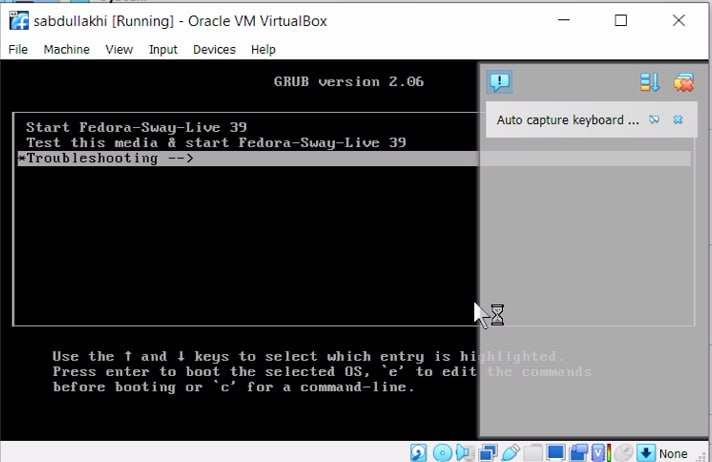 sabdullakhi [Running] - Oracle VM VirtualBox
File Machine View Input Devices Help
GRUB version 2.06
Auto capture keyboard ...
Start Fedora-Sway-Live 39
Test this media & start Fedora-Sway-Live 39
*Troubleshooting -->
Use the ↑ and ↓ keys to select which entry is highlighted.
Press enter to boot the selected OS, `e' to edit the commands
before booting or `c' for a command-line.
None